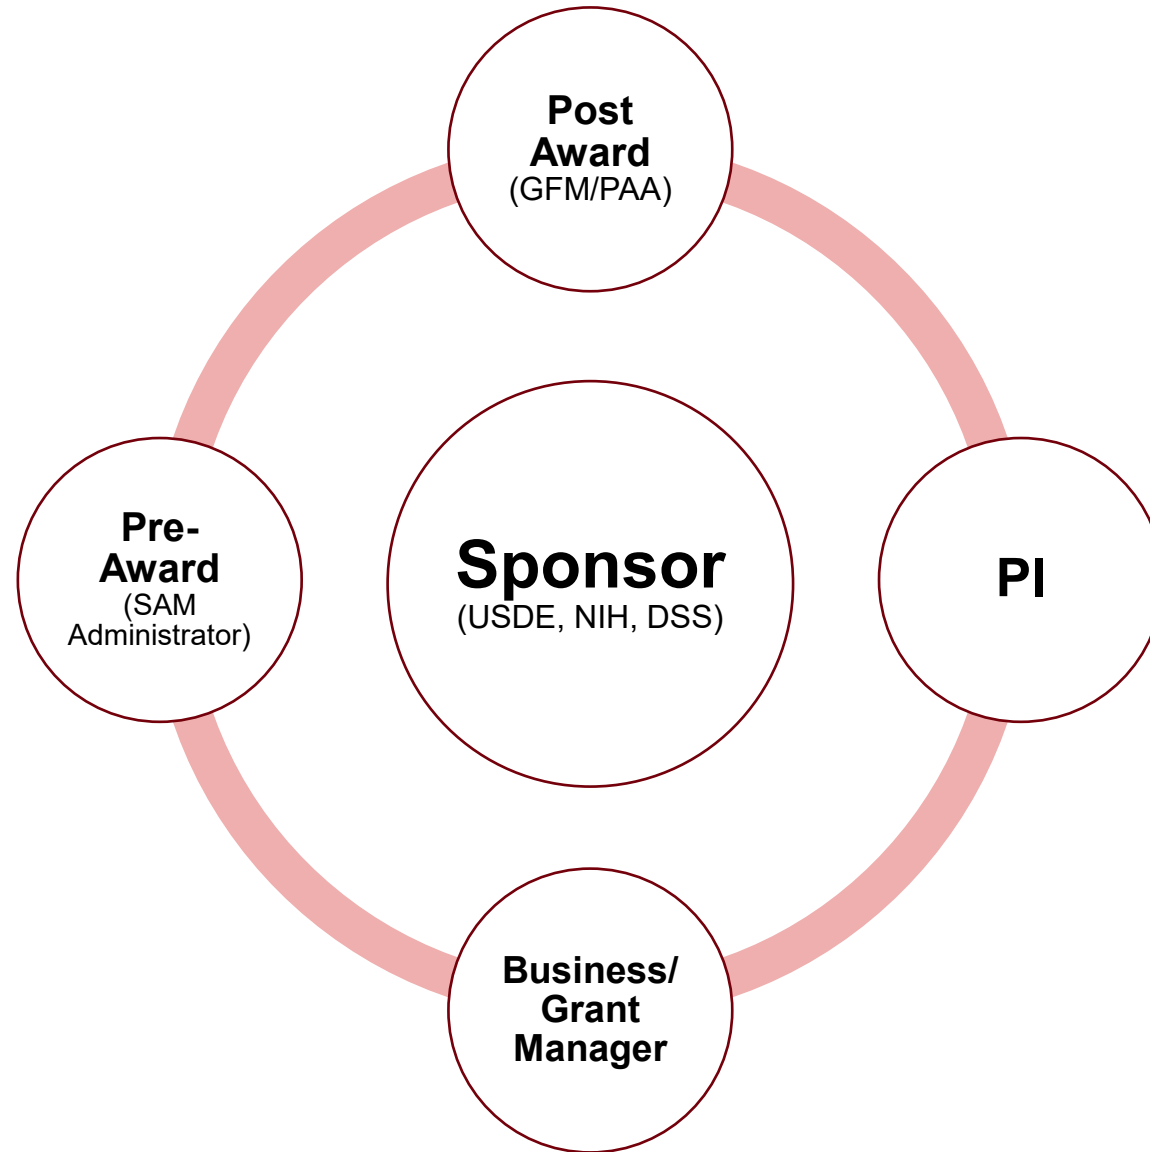 Post
Award
(GFM/PAA)
Pre-
Award
(SAM
Administrator)
Sponsor
(USDE, NIH, DSS)
PI
Business/
Grant
Manager